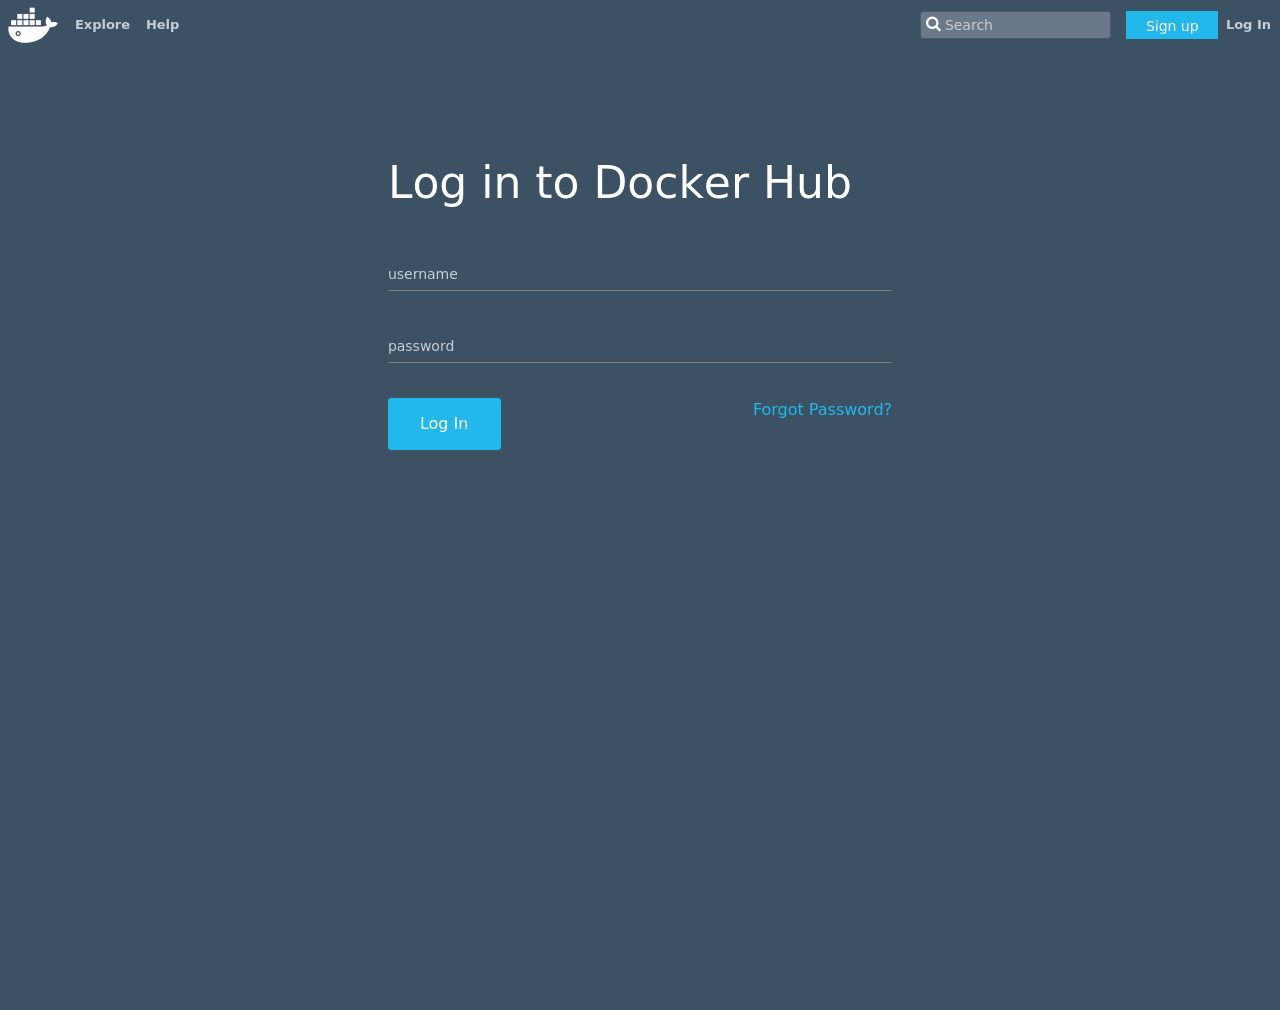 Explore Help Search Sign up Log In
Log in to Docker Hub
username
password
Log In Forgot Password?